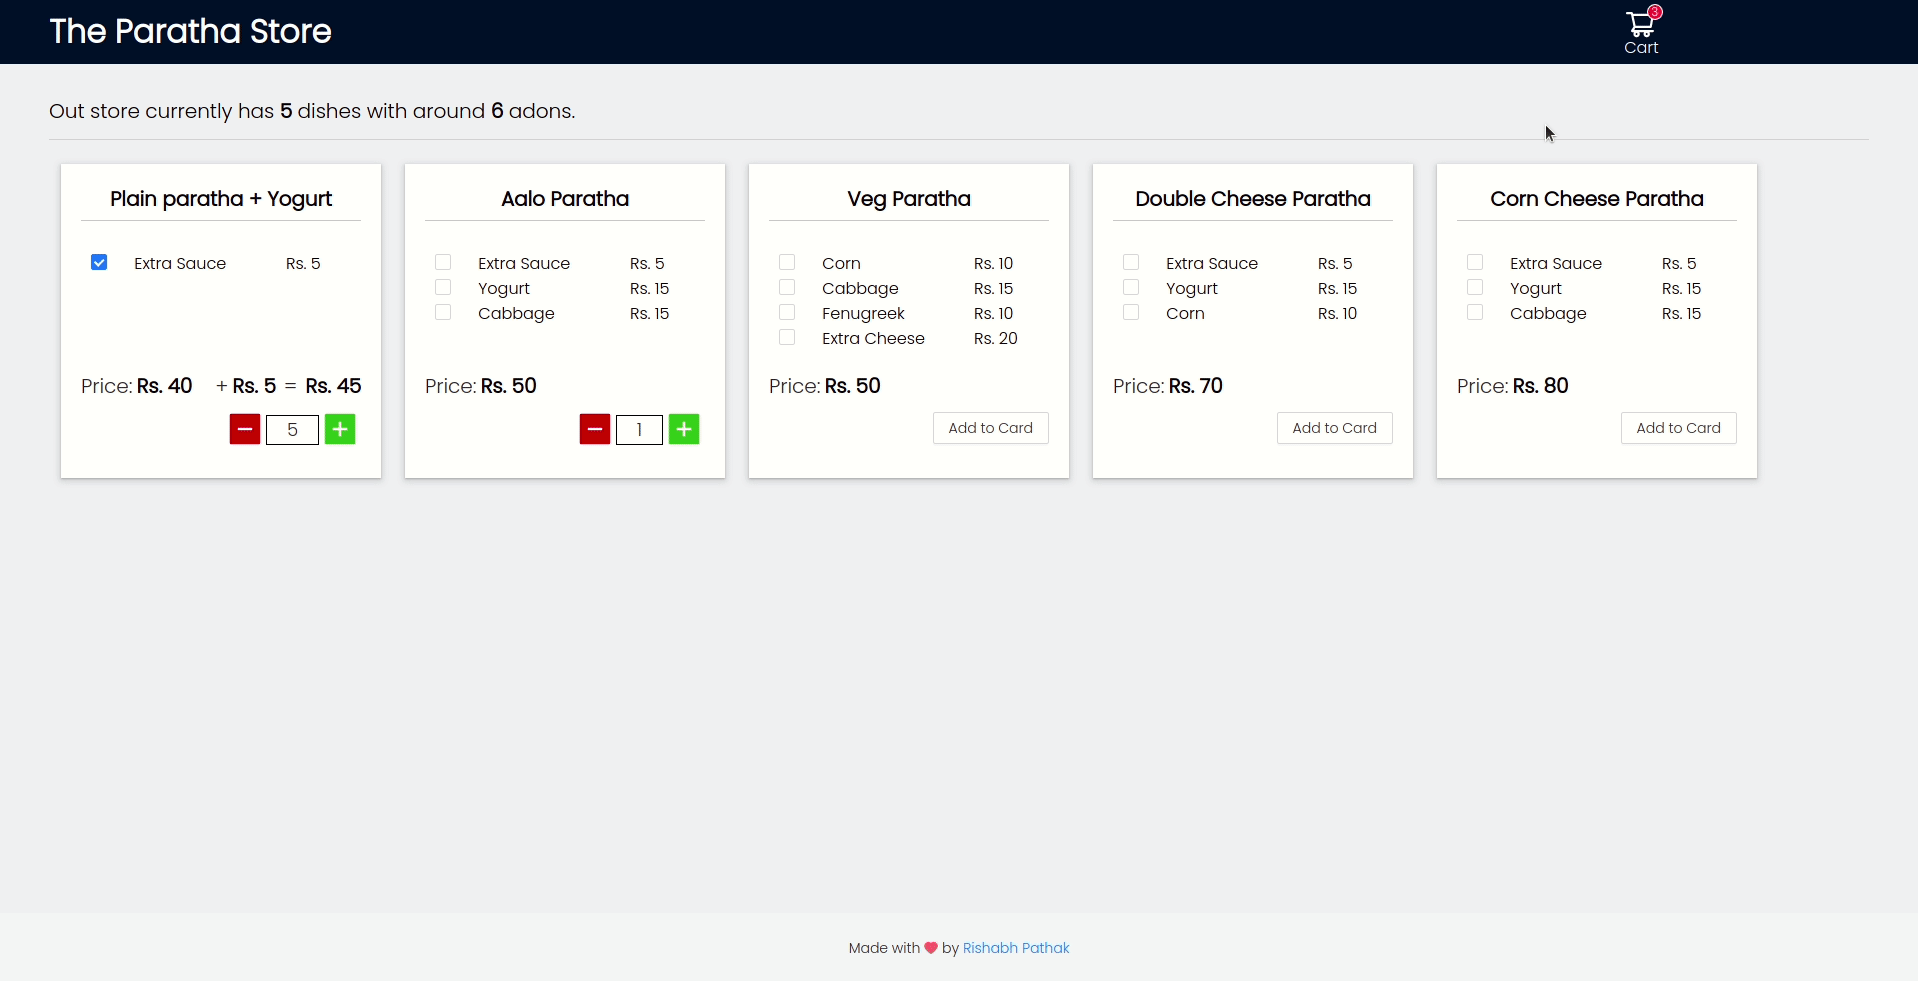 The Paratha Store
3
Cart
Out store currently has 5 dishes with around 6 adons.
Plain paratha + Yogurt
Extra Sauce Rs. 5
Price: Rs. 40 + Rs. 5 = Rs. 45
5
Aalo Paratha
Extra Sauce Rs. 5
Yogurt Rs. 15
Cabbage Rs. 15
Price: Rs. 50
1
Veg Paratha
Corn Rs. 10
Cabbage Rs. 15
Fenugreek Rs. 10
Extra Cheese Rs. 20
Price: Rs. 50
Add to Card
Double Cheese Paratha
Extra Sauce Rs. 5
Yogurt Rs. 15
Corn Rs. 10
Price: Rs. 70
Add to Card
Corn Cheese Paratha
Extra Sauce Rs. 5
Yogurt Rs. 15
Cabbage Rs. 15
Price: Rs. 80
Add to Card
Made with ❤ by Rishabh Pathak